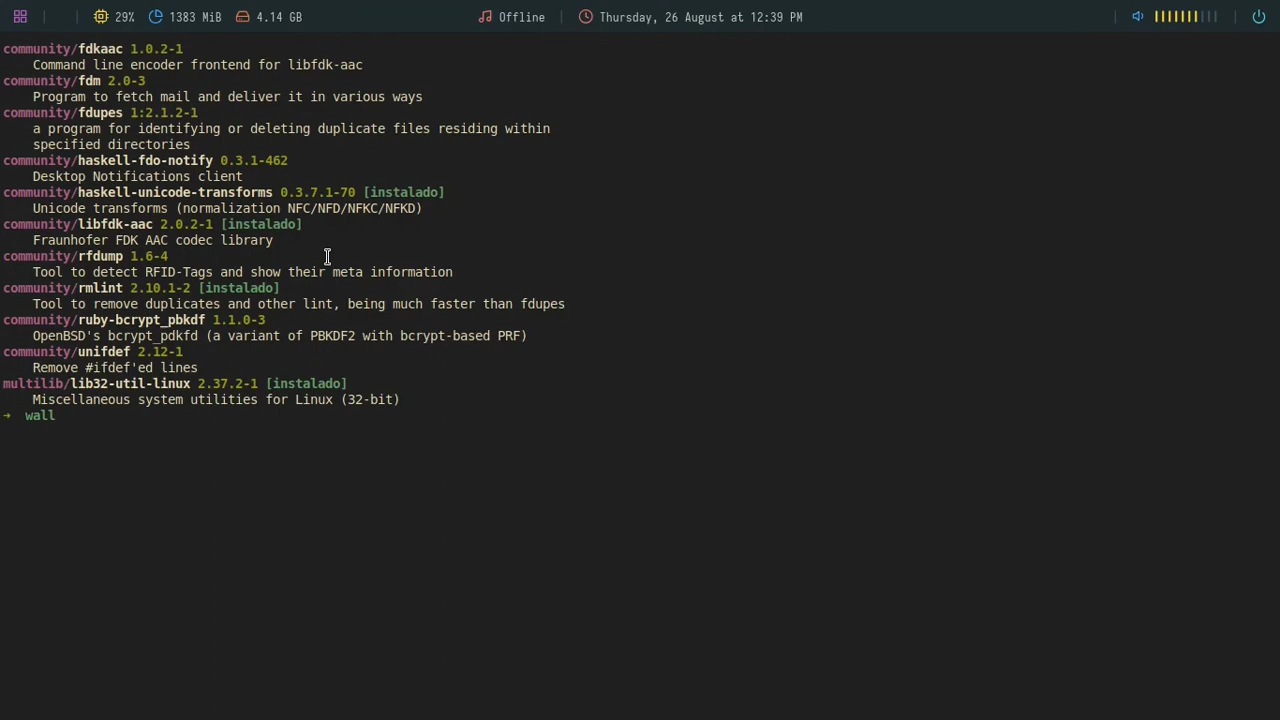 29% 1383 MiB 4.14 GB Offline Thursday, 26 August at 12:39 PM
community/fdkaac 1.0.2-1
Command line encoder frontend for libfdk-aac
community/fdm 2.0-3
Program to fetch mail and deliver it in various ways
community/fdupes 1:2.1.2-1
a program for identifying or deleting duplicate files residing within
specified directories
community/haskell-fdo-notify 0.3.1-462
Desktop Notifications client
community/haskell-unicode-transforms 0.3.7.1-70 [instalado]
Unicode transforms (normalization NFC/NFD/NFKC/NFKD)
community/libfdk-aac 2.0.2-1 [instalado]
Fraunhofer FDK AAC codec library
community/rfdump 1.6-4
Tool to detect RFID-Tags and show their meta information
community/rmlint 2.10.1-2 [instalado]
Tool to remove duplicates and other lint, being much faster than fdupes
community/ruby-bcrypt_pbkdf 1.1.0-3
OpenBSD's bcrypt_pdkfd (a variant of PBKDF2 with bcrypt-based PRF)
community/unifdef 2.12-1
Remove #ifdef'ed lines
multilib/lib32-util-linux 2.37.2-1 [instalado]
Miscellaneous system utilities for Linux (32-bit)
→ wall